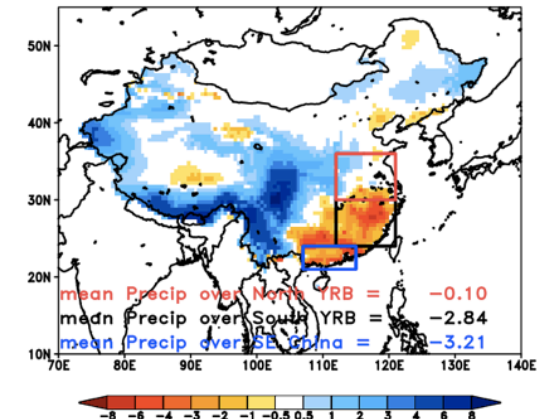 50N
40N
30N
20N
mean Precip over North YRB = -0.10
mean Precip over South YRB = -2.84
mean Precip over SE China = -3.21
10N
70E 80E 90E 100E 110E 120E 130E 140E
-8 -6 -4 -3 -2 -1 -0.5 0.5 1 2 3 4 6 8